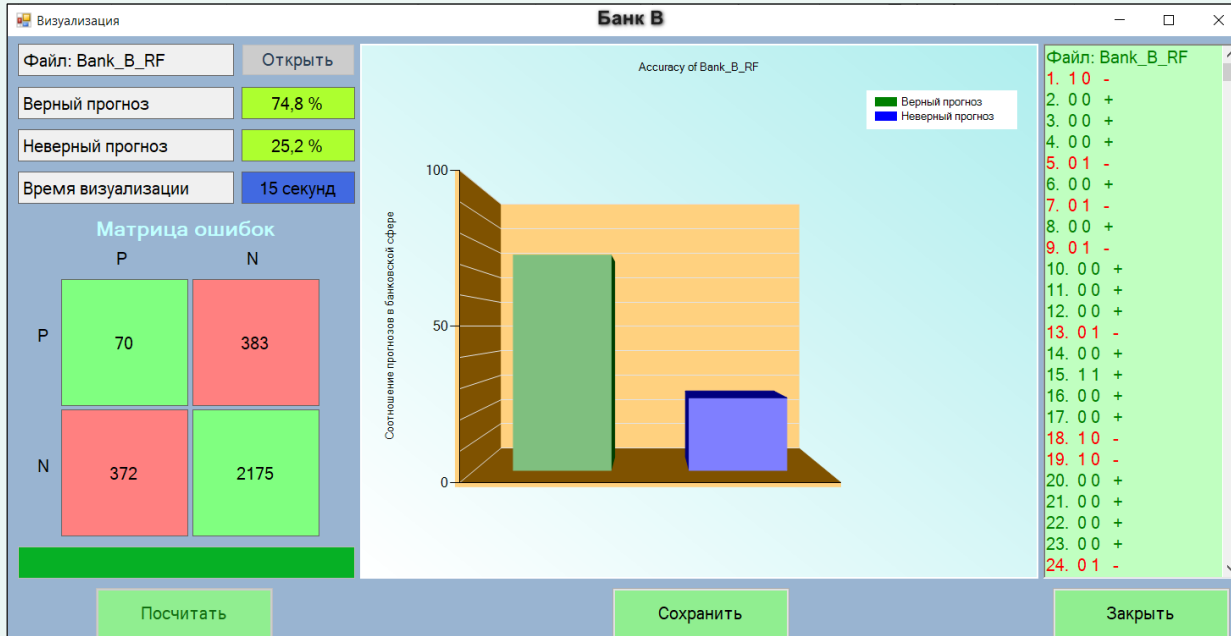 Визуализация
Банк B
Файл: Bank_B_RF
Открыть
Верный прогноз
74,8 %
Неверный прогноз
25,2 %
Время визуализации
15 секунд
Матрица ошибок
P N
P 70 383
N 372 2175
Посчитать
Accuracy of Bank_B_RF
Верный прогноз
Неверный прогноз
Соотношение прогнозов в банковской сфере
100
50
0
Сохранить
Файл: Bank_B_RF
1. 1 0 -
2. 0 0 +
3. 0 0 +
4. 0 0 +
5. 0 1 -
6. 0 0 +
7. 0 1 -
8. 0 0 +
9. 0 1 -
10. 0 0 +
11. 0 0 +
12. 0 0 +
13. 0 1 -
14. 0 0 +
15. 1 1 +
16. 0 0 +
17. 0 0 +
18. 1 0 -
19. 1 0 -
20. 0 0 +
21. 0 0 +
22. 0 0 +
23. 0 0 +
24. 0 1 -
Закрыть